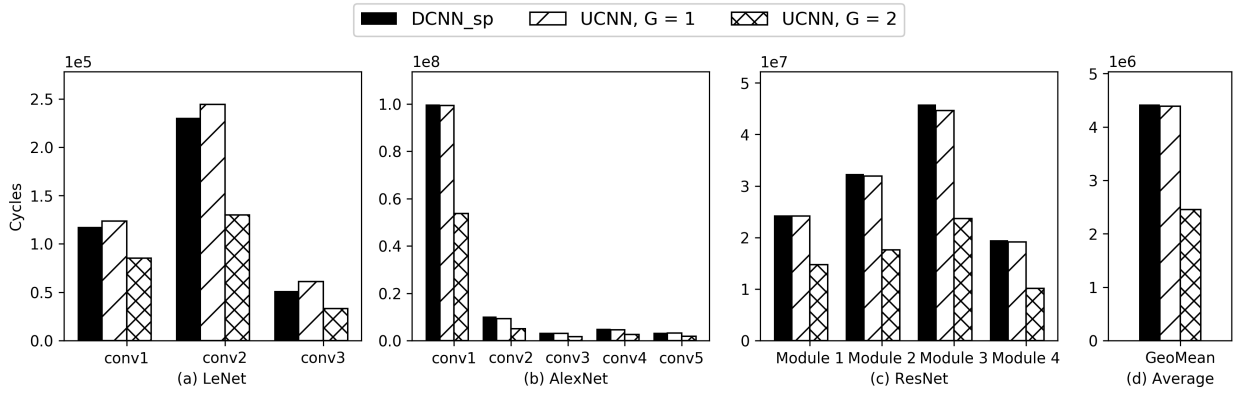 DCNN_sp UCNN, G = 1 UCNN, G = 2
1e5
2.5
2.0
1.5
1.0
0.5
0.0
Cycles
conv1 conv2 conv3
(a) LeNet
1e8
1.0
0.8
0.6
0.4
0.2
0.0
conv1 conv2 conv3 conv4 conv5
(b) AlexNet
1e7
5
4
3
2
1
0
Module 1 Module 2 Module 3 Module 4
(c) ResNet
1e6
5
4
3
2
1
0
GeoMean
(d) Average